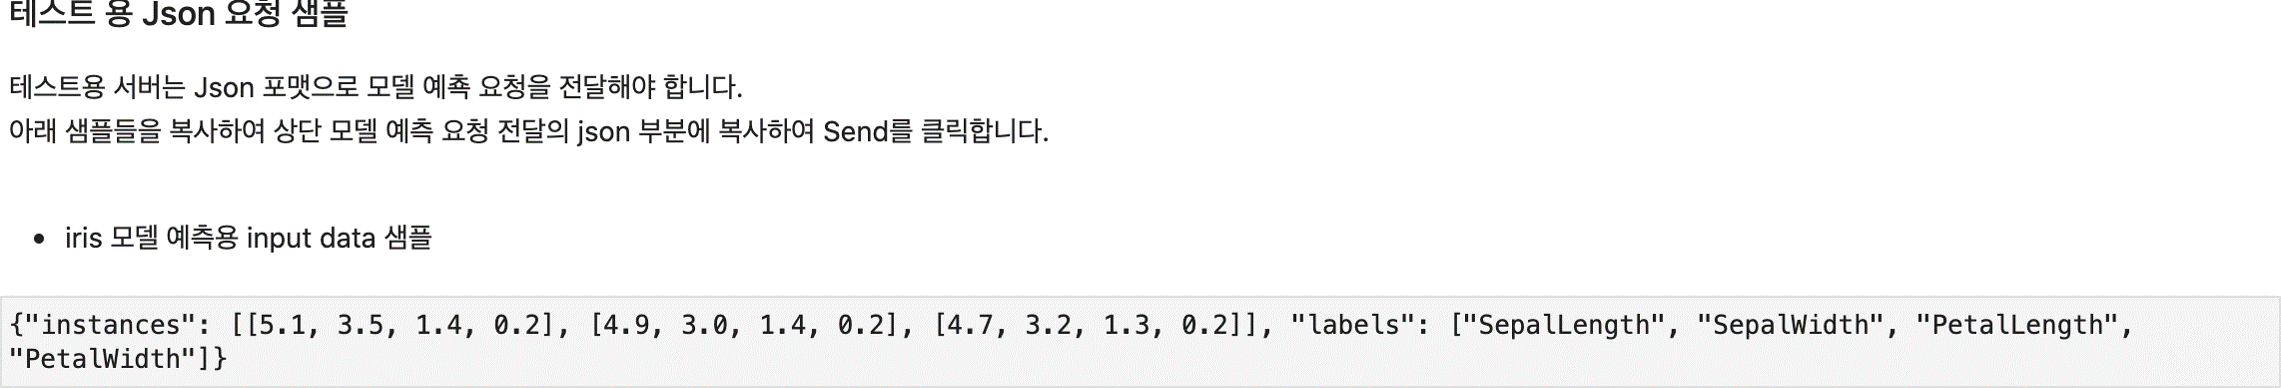 테스트 용 Json 요청 샘플
테스트용 서버는 Json 포맷으로 모델 예쵹 요청을 전달해야 합니다.
아래 샘플들을 복사하여 상단 모델 예측 요청 전달의 json 부분에 복사하여 Send를 클릭합니다.
• iris 모델 예측용 input data 샘플
{"instances": [[5.1, 3.5, 1.4, 0.2], [4.9, 3.0, 1.4, 0.2], [4.7, 3.2, 1.3, 0.2]], "labels": ["SepalLength", "SepalWidth", "PetalLength",
"PetalWidth"]}